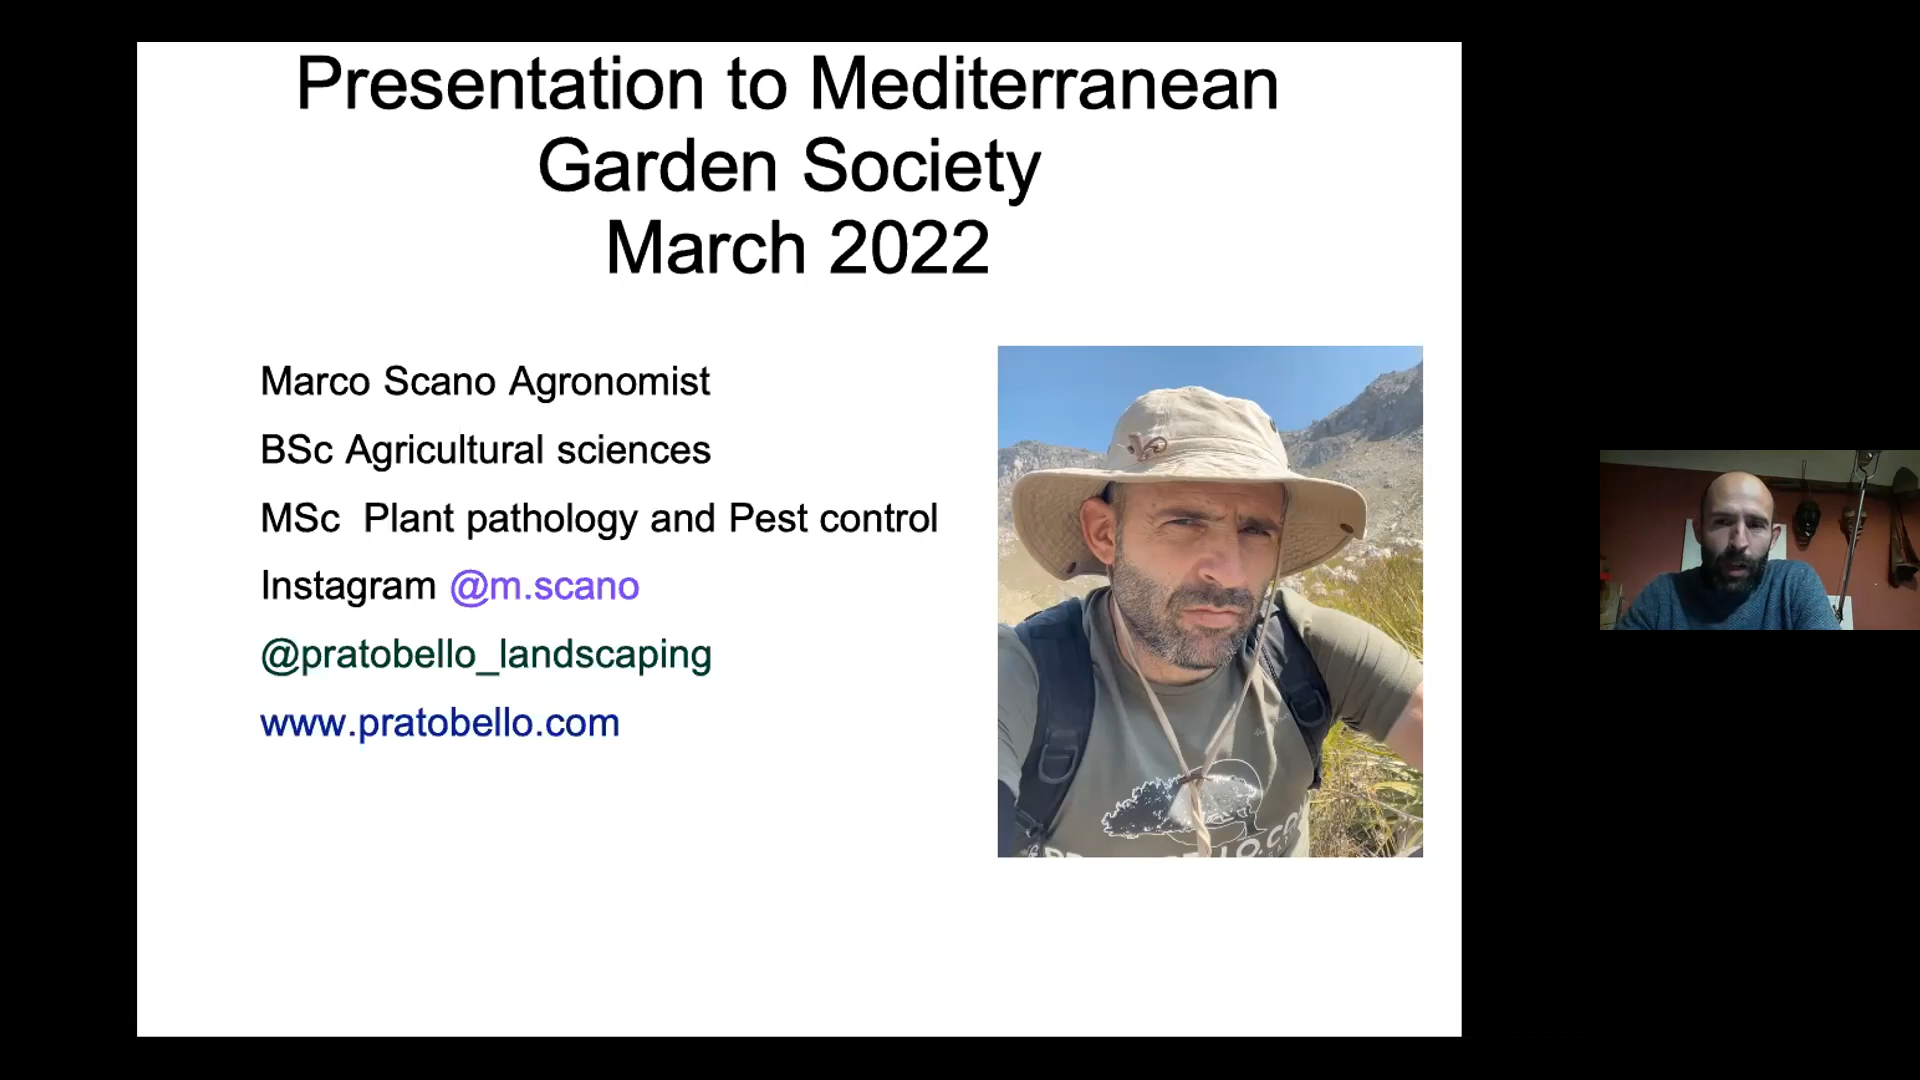 Presentation to Mediterranean
Garden Society
March 2022
Marco Scano Agronomist
BSc Agricultural sciences
MSc  Plant pathology and Pest control
Instagram @m.scano
@pratobello_landscaping
www.pratobello.com